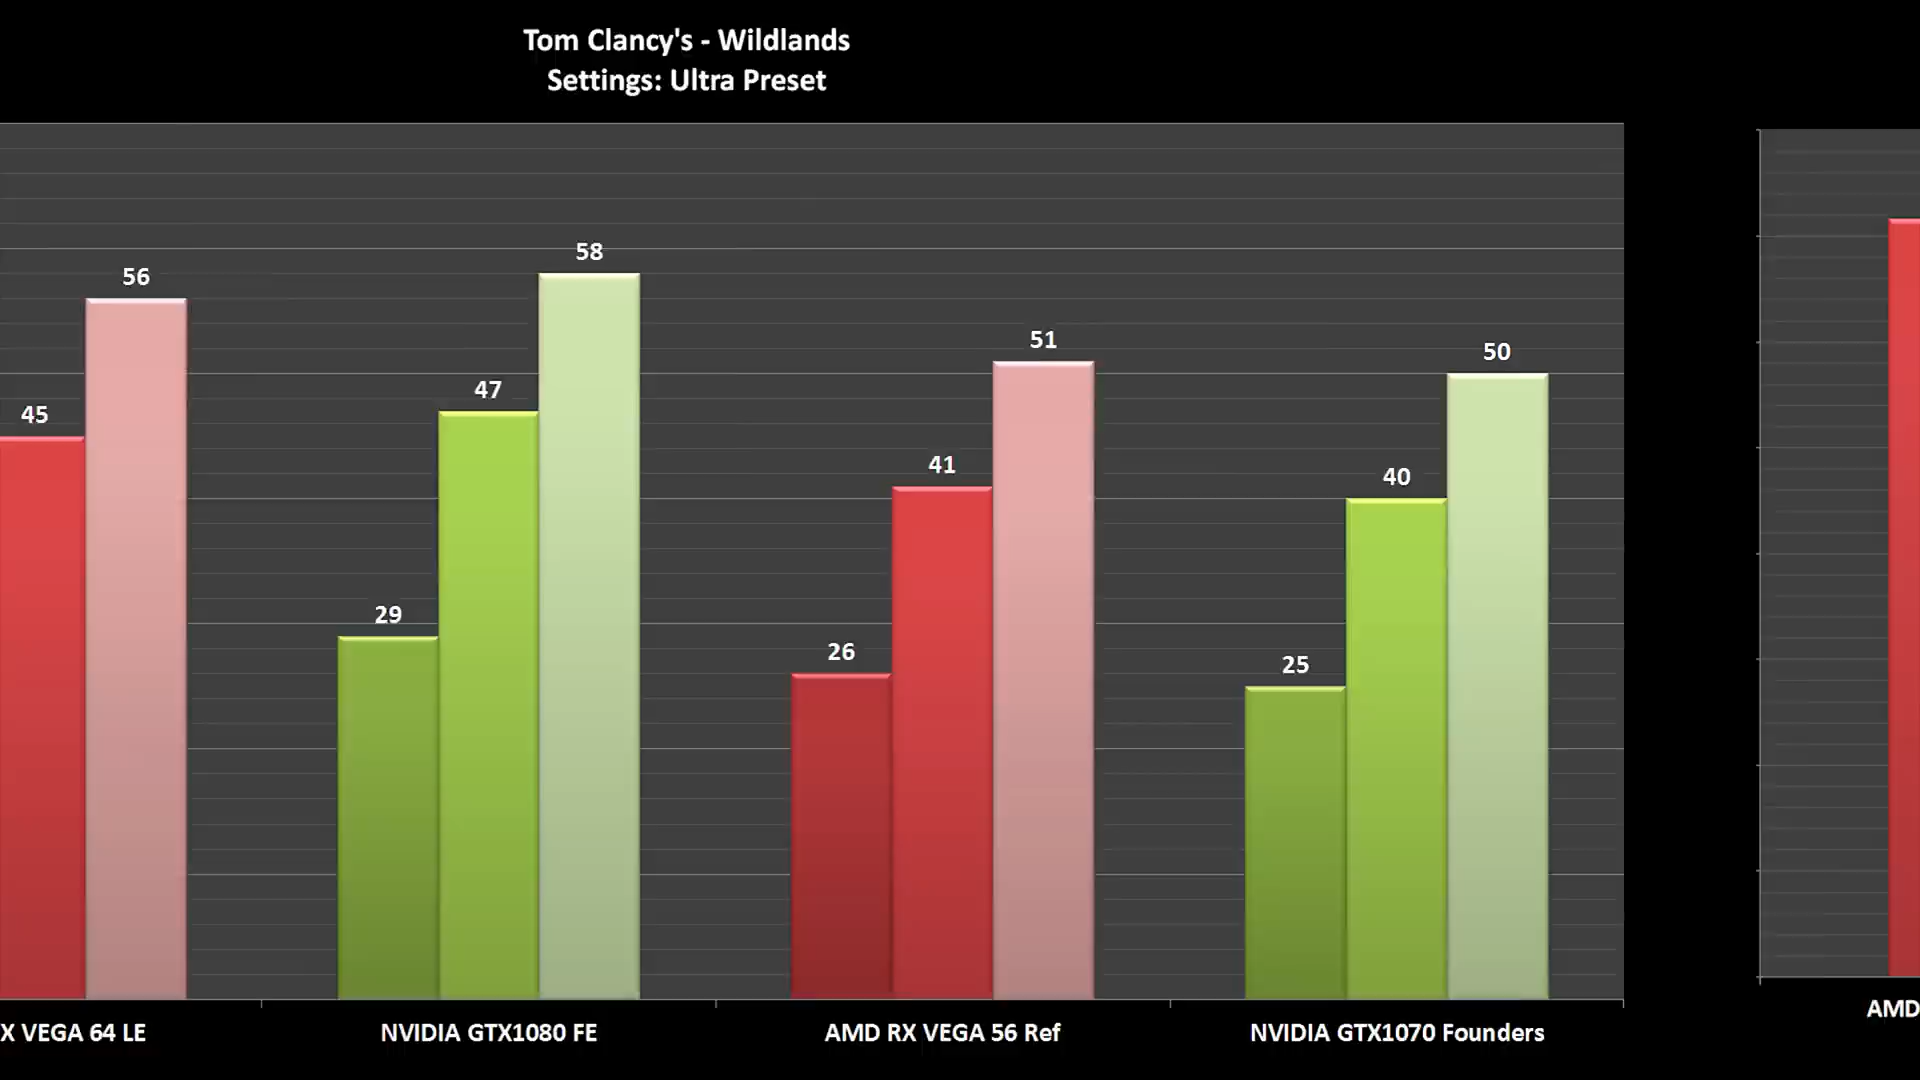 Tom Clancy's - Wildlands
Settings: Ultra Preset
45
56
29
47
58
26
41
51
25
40
50
X VEGA 64 LE
NVIDIA GTX1080 FE
AMD RX VEGA 56 Ref
NVIDIA GTX1070 Founders
AMD